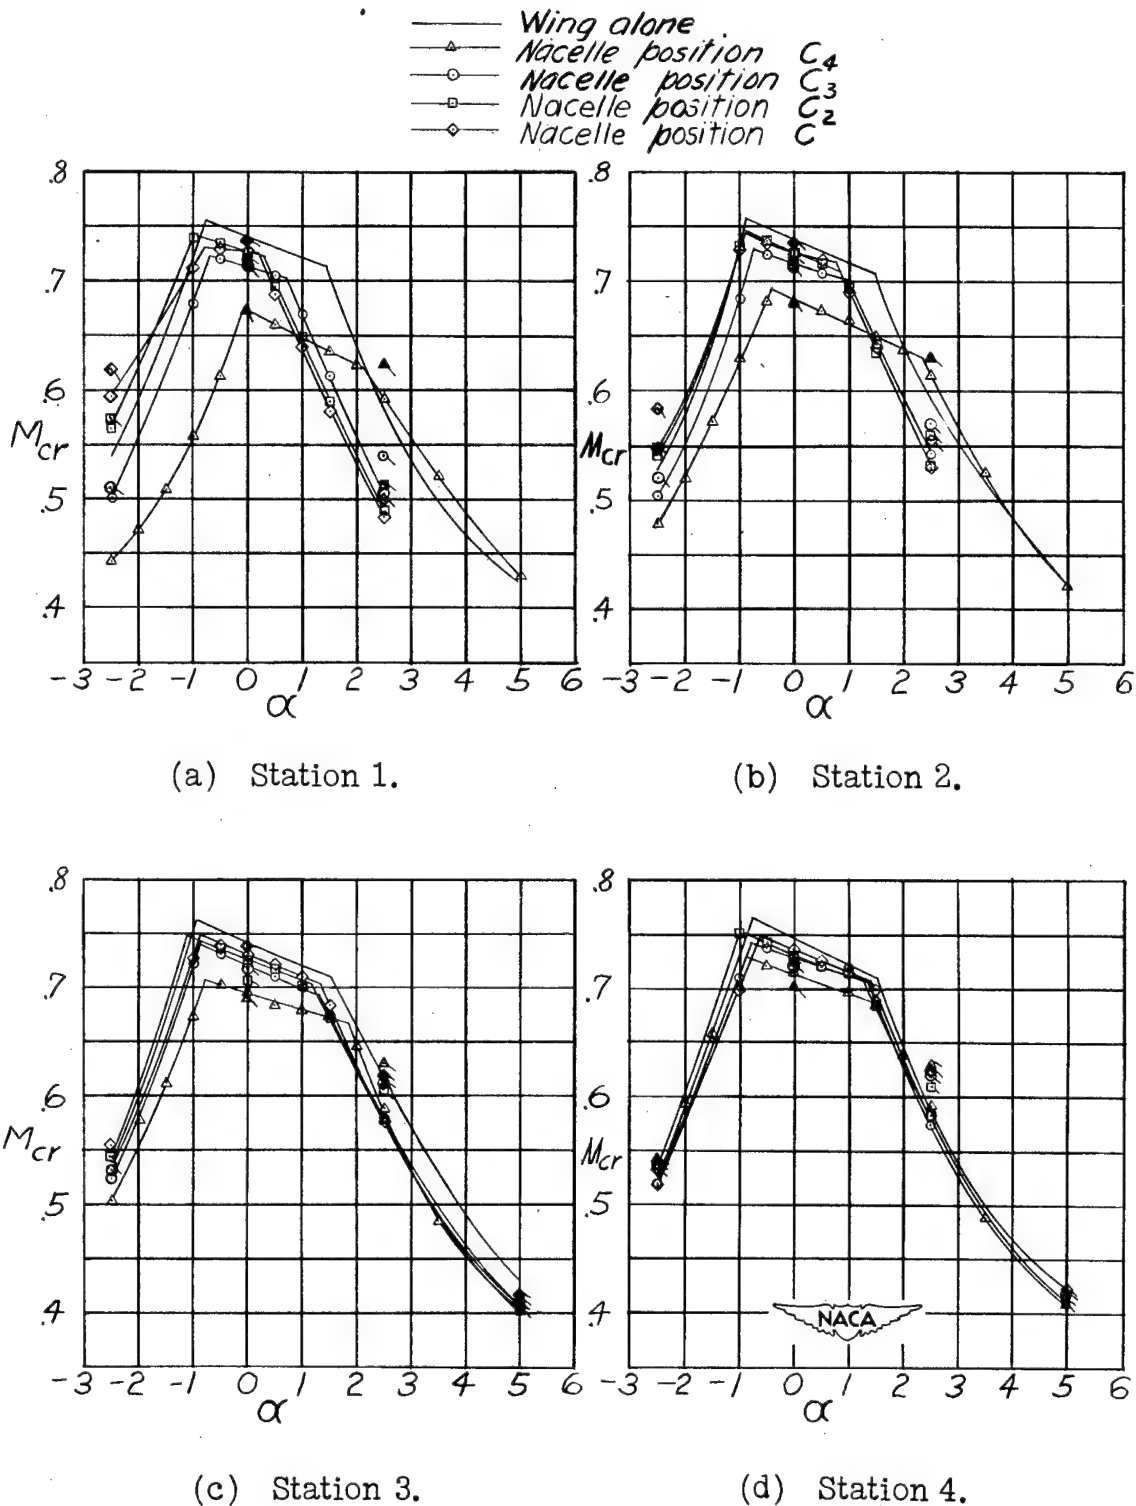 Wing alone
Nacelle position C4
Nacelle position C3
Nacelle position C2
Nacelle position C
.8
.7
.6
Mcr
.5
.4
-3 -2 -1 0 1 2 3 4 5 6
α
(a) Station 1.
.8
.7
.6
Mcr
.5
.4
-3 -2 -1 0 1 2 3 4 5 6
α
(b) Station 2.
.8
.7
.6
Mcr
.5
.4
-3 -2 -1 0 1 2 3 4 5 6
α
(c) Station 3.
.8
.7
.6
Mcr
.5
.4
NACA
-3 -2 -1 0 1 2 3 4 5 6
α
(d) Station 4.